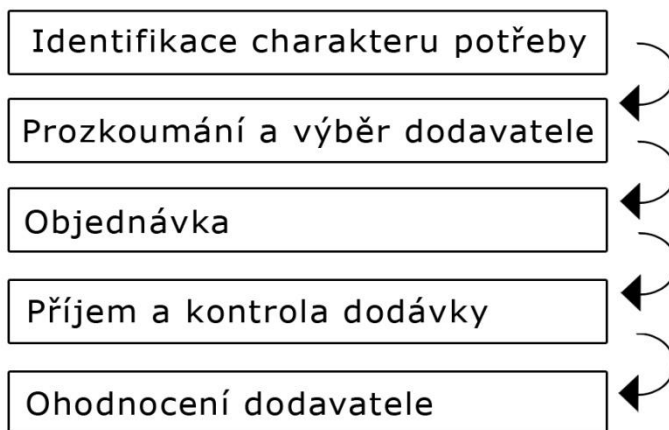 Identifikace charakteru potřeby
Prozkoumání a výběr dodavatele
Objednávka
Příjem a kontrola dodávky
Ohodnocení dodavatele